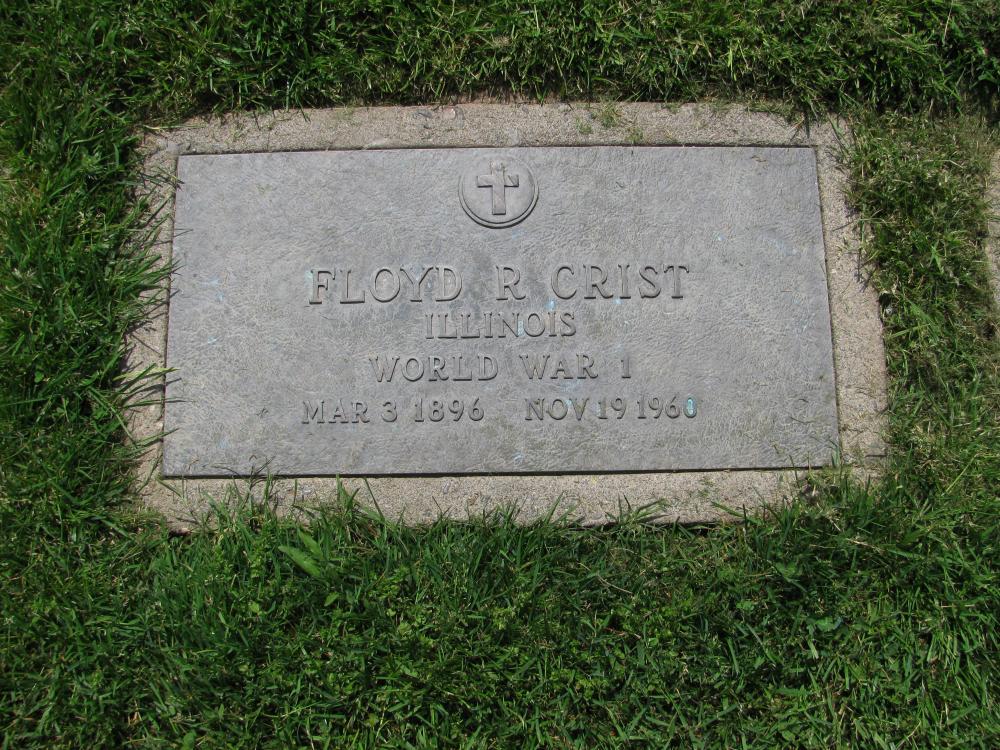 FLOYD R CRIST
ILLINOIS
WORLD WAR 1
MAR 3 1896 NOV 19 1960